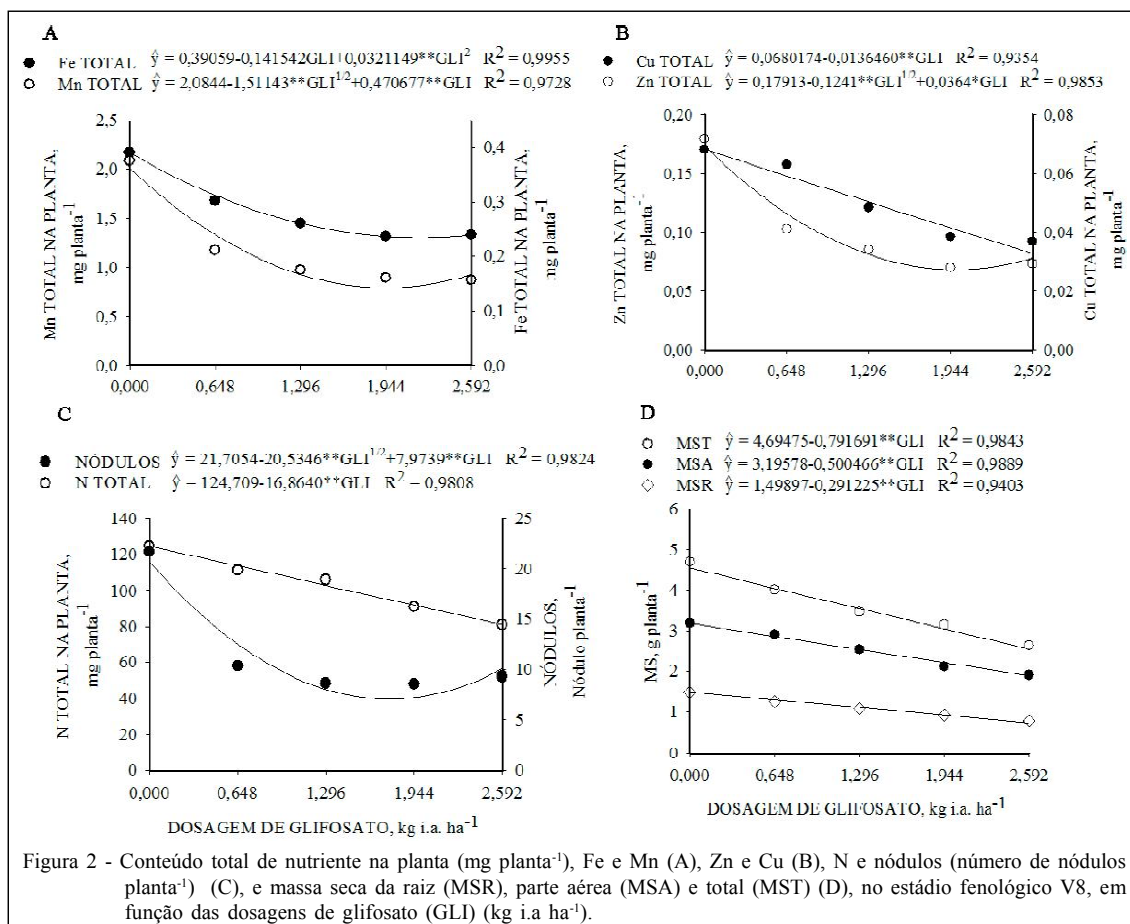 A
● Fe TOTAL ŷ = 0,39059-0,141542GLI+0,0321149**GLI² R² = 0,9955
○ Mn TOTAL ŷ = 2,0844-1,51143**GLI^1/2+0,470677**GLI R² = 0,9728
2,5
2,0
1,5
1,0
0,5
0,0
Mn TOTAL NA PLANTA,
mg planta⁻¹
0,4
0,3
0,2
0,1
0,0
Fe TOTAL NA PLANTA,
mg planta⁻¹
0,000 0,648 1,296 1,944 2,592
B
● Cu TOTAL ŷ = 0,0680174-0,0136460**GLI R² = 0,9354
○ Zn TOTAL ŷ = 0,17913-0,1241**GLI^1/2+0,0364*GLI R² = 0,9853
0,20
0,15
0,10
0,05
0,00
Zn TOTAL NA PLANTA,
mg planta⁻¹
0,08
0,06
0,04
0,02
0,00
Cu TOTAL NA PLANTA,
mg planta⁻¹
0,000 0,648 1,296 1,944 2,592
C
● NÓDULOS ŷ = 21,7054-20,5346**GLI^1/2+7,9739**GLI R² = 0,9824
○ N TOTAL ŷ = 124,709-16,8640**GLI R² = 0,9808
140
120
100
80
60
40
20
0
N TOTAL NA PLANTA,
mg planta⁻¹
25
20
15
10
5
0
NÓDULOS,
Nódulo planta⁻¹
0,000 0,648 1,296 1,944 2,592
DOSAGEM DE GLIFOSATO, kg i.a. ha⁻¹
D
○ MST ŷ = 4,69475-0,791691**GLI R² = 0,9843
● MSA ŷ = 3,19578-0,500466**GLI R² = 0,9889
◇ MSR ŷ = 1,49897-0,291225**GLI R² = 0,9403
6
5
4
3
2
1
0
MS, g planta⁻¹
0,000 0,648 1,296 1,944 2,592
DOSAGEM DE GLIFOSATO, kg i.a. ha⁻¹
Figura 2 - Conteúdo total de nutriente na planta (mg planta⁻¹), Fe e Mn (A), Zn e Cu (B), N e nódulos (número de nódulos
planta⁻¹) (C), e massa seca da raiz (MSR), parte aérea (MSA) e total (MST) (D), no estádio fenológico V8, em
função das dosagens de glifosato (GLI) (kg i.a ha⁻¹).